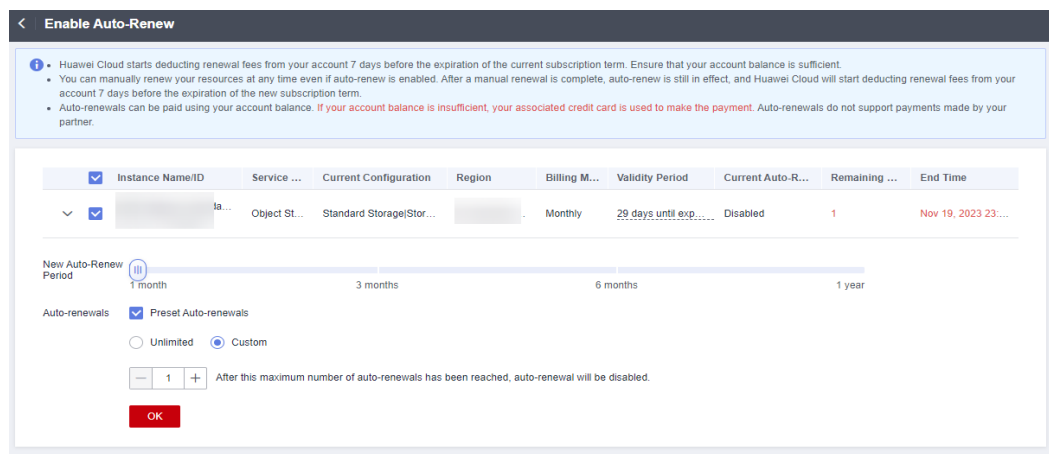 Enable Auto-Renew
Huawei Cloud starts deducting renewal fees from your account 7 days before the expiration of the current subscription term. Ensure that your account balance is sufficient.
You can manually renew your resources at any time even if auto-renew is enabled. After a manual renewal is complete, auto-renew is still in effect, and Huawei Cloud will start deducting renewal fees from your
account 7 days before the expiration of the new subscription term.
Auto-renewals can be paid using your account balance. If your account balance is insufficient, your associated credit card is used to make the payment. Auto-renewals do not support payments made by your
partner.
Instance Name/ID Service ... Current Configuration Region Billing M... Validity Period Current Auto-R... Remaining ... End Time
Object St... Standard Storage|Stor... Monthly 29 days until exp... Disabled 1 Nov 19, 2023 23:...
New Auto-Renew
Period
1 month 3 months 6 months 1 year
Auto-renewals Preset Auto-renewals
Unlimited Custom
1 After this maximum number of auto-renewals has been reached, auto-renewal will be disabled.
OK